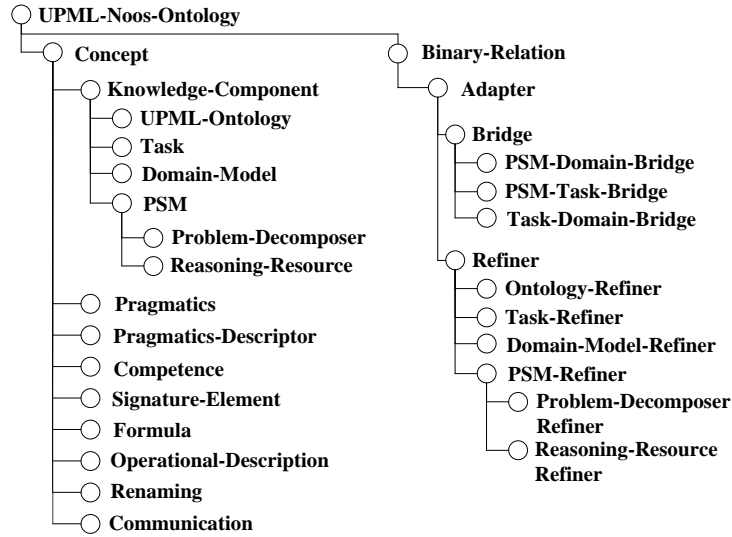 UPML-Noos-Ontology
Concept
Knowledge-Component
UPML-Ontology
Task
Domain-Model
PSM
Problem-Decomposer
Reasoning-Resource
Pragmatics
Pragmatics-Descriptor
Competence
Signature-Element
Formula
Operational-Description
Renaming
Communication
Binary-Relation
Adapter
Bridge
PSM-Domain-Bridge
PSM-Task-Bridge
Task-Domain-Bridge
Refiner
Ontology-Refiner
Task-Refiner
Domain-Model-Refiner
PSM-Refiner
Problem-Decomposer
Refiner
Reasoning-Resource
Refiner